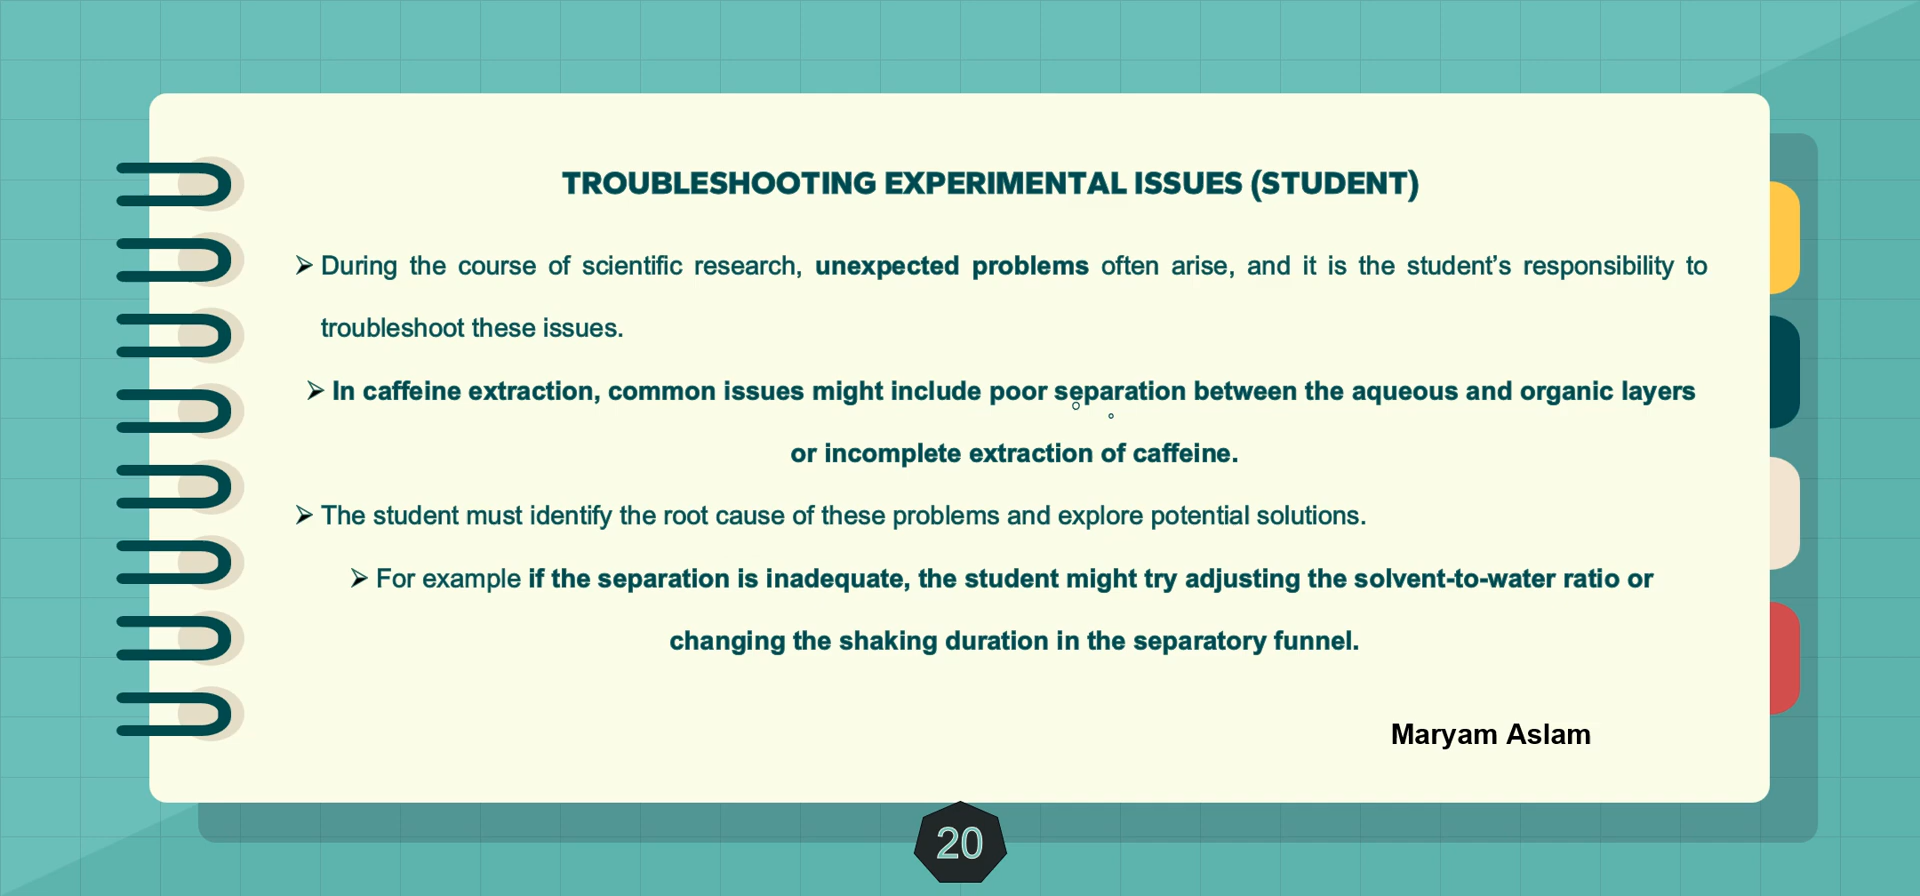 TROUBLESHOOTING EXPERIMENTAL ISSUES (STUDENT)
➢ During the course of scientific research, unexpected problems often arise, and it is the student’s responsibility to
troubleshoot these issues.
➢ In caffeine extraction, common issues might include poor separation between the aqueous and organic layers
or incomplete extraction of caffeine.
➢ The student must identify the root cause of these problems and explore potential solutions.
➢ For example if the separation is inadequate, the student might try adjusting the solvent-to-water ratio or
changing the shaking duration in the separatory funnel.
Maryam Aslam
20